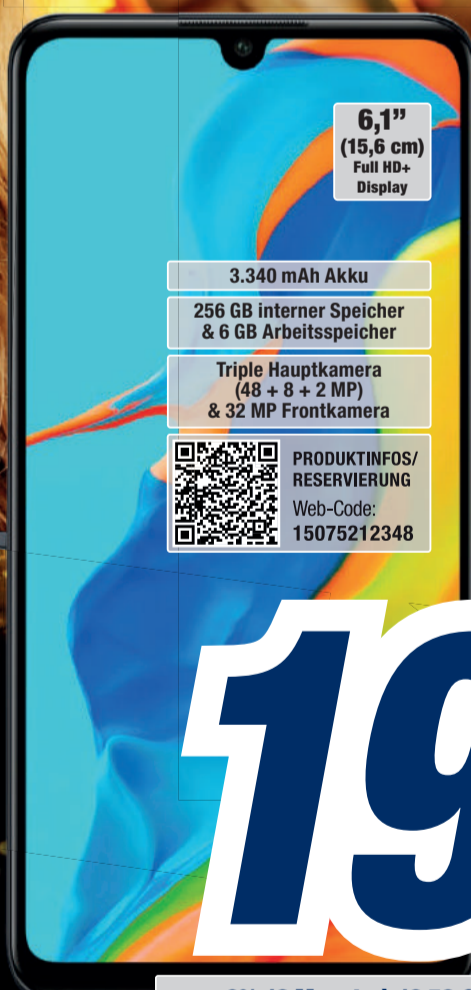 6,1”
(15,6 cm)
Full HD+
Display
3.340 mAh Akku
256 GB interner Speicher
& 6 GB Arbeitsspeicher
Triple Hauptkamera
(48 + 8 + 2 MP)
& 32 MP Frontkamera
PRODUKTINFOS/
RESERVIERUNG
Web-Code:
15075212348
19